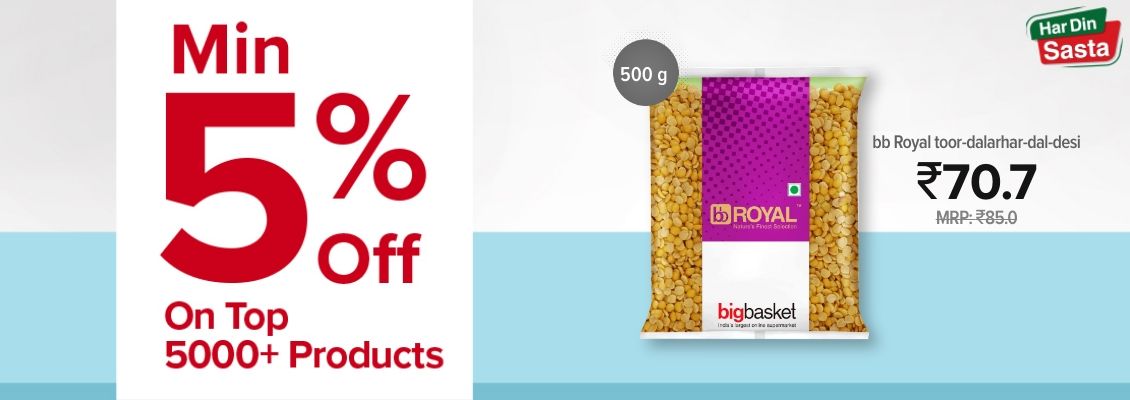 Min
5%
Off
On Top
5000+ Products
500 g
bb ROYAL™
Nature's Finest Selection
bigbasket
India's largest online supermarket
Har Din
Sasta
bb Royal toor-dalarhar-dal-desi
₹70.7
MRP: ₹85.0